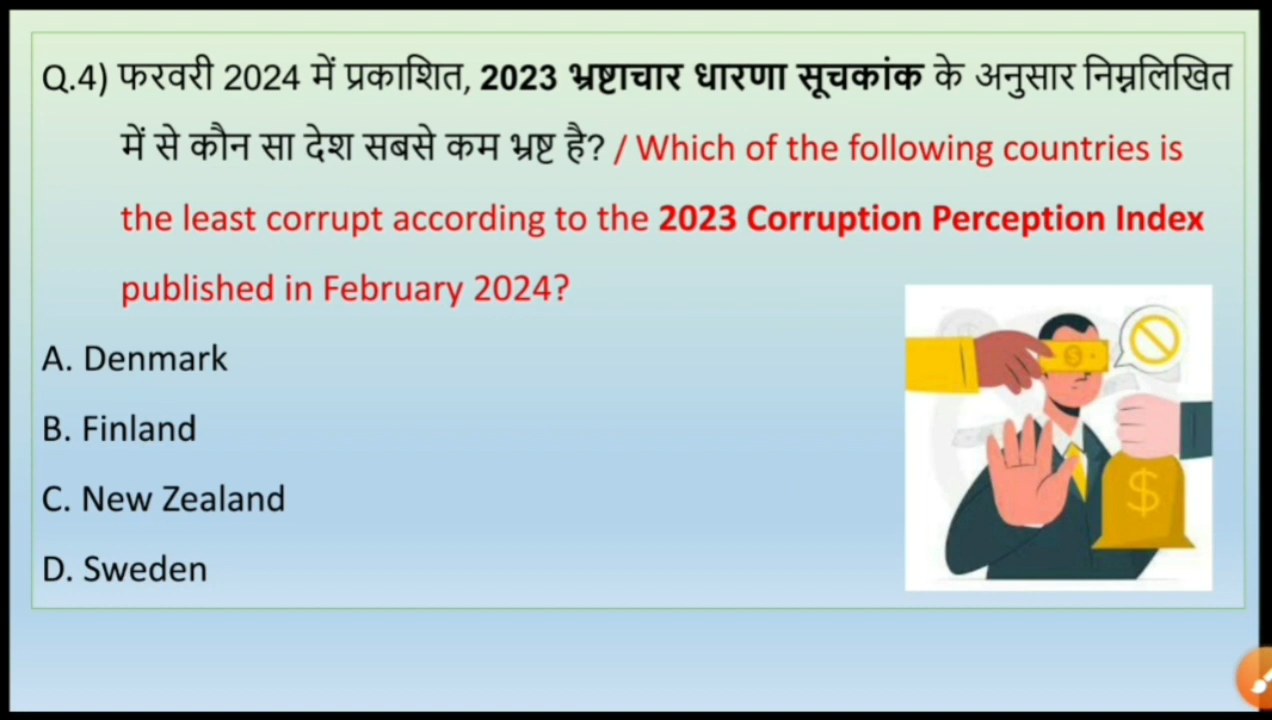 Q.4) फरवरी 2024 में प्रकाशित, 2023 भ्रष्टाचार धारणा सूचकांक के अनुसार निम्नलिखित
में से कौन सा देश सबसे कम भ्रष्ट है? / Which of the following countries is
the least corrupt according to the 2023 Corruption Perception Index
published in February 2024?
A. Denmark
B. Finland
C. New Zealand
D. Sweden